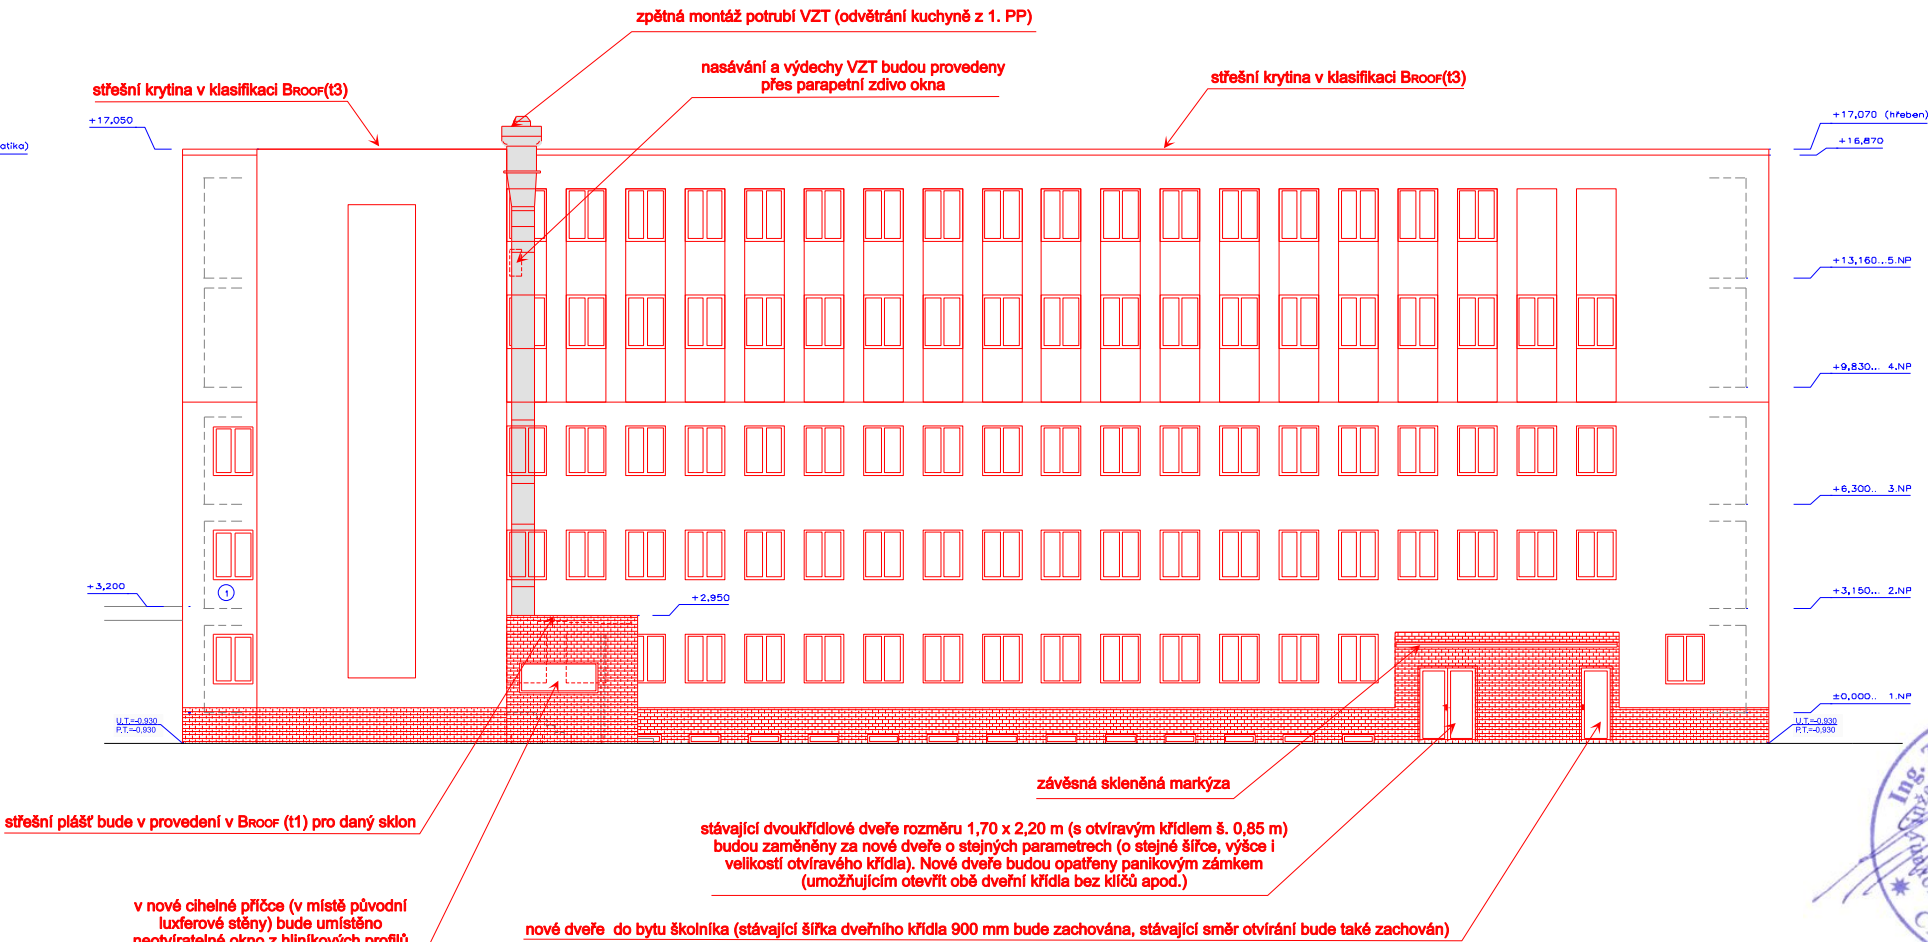 zpětná montáž potrubí VZT (odvětrání kuchyně z 1. PP)
nasávání a výdechy VZT budou provedeny
přes parapetní zdivo okna
střešní krytina v klasifikaci BROOF(t3)
střešní krytina v klasifikaci BROOF(t3)
+17,050
+17,070 (hřeben)
+16,870
atika)
+13,160...5.NP
+9,830... 4.NP
+6,300.. 3.NP
+3,200
1
+2,950
+3,150... 2.NP
±0,000.. 1.NP
U.T.=-0,930
P.T.=-0,930
U.T.=-0,930
P.T.=-0,930
závěsná skleněná markýza
střešní plášť bude v provedení v BROOF (t1) pro daný sklon
stávající dvoukřídlové dveře rozměru 1,70 x 2,20 m (s otvíravým křídlem š. 0,85 m)
budou zaměněny za nové dveře o stejných parametrech (o stejné šířce, výšce i
velikostí otvíravého křídla). Nové dveře budou opatřeny panikovým zámkem
(umožňujícím otevřít obě dveřní křídla bez klíčů apod.)
v nové cihelné příčce (v místě původní
luxferové stěny) bude umístěno
neotvíratelné okno z hliníkových profilů
nové dveře do bytu školníka (stávající šířka dveřního křídla 900 mm bude zachována, stávající směr otvírání bude také zachován)
Ing.